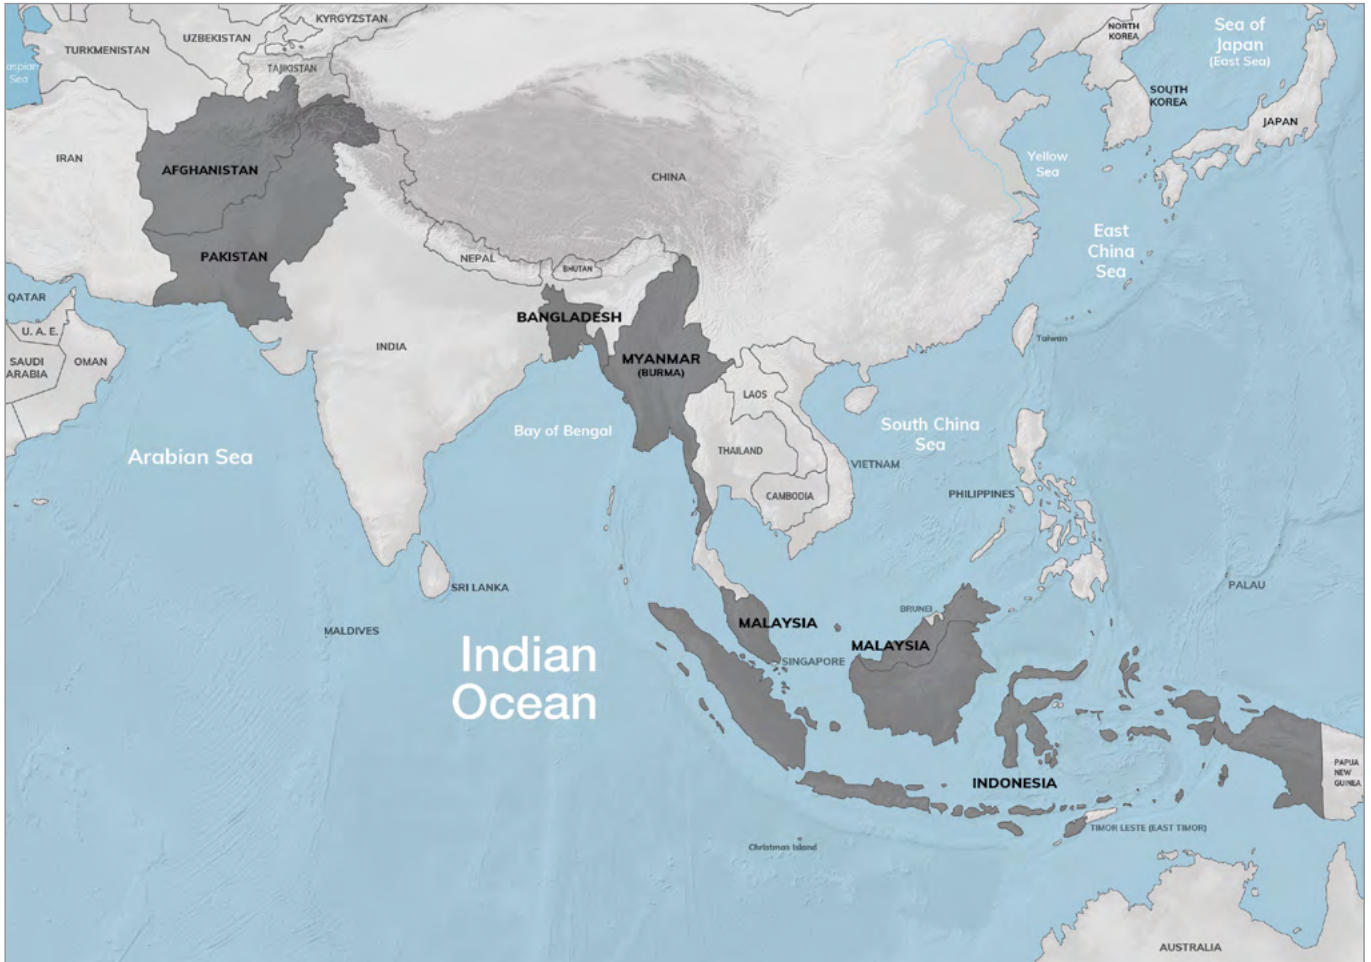 KYRGYZSTAN
UZBEKISTAN
TURKMENISTAN
TAJIKISTAN
aspian
Sea
NORTH
KOREA
Sea of
Japan
(East Sea)
SOUTH
KOREA
JAPAN
IRAN
AFGHANISTAN
CHINA
Yellow
Sea
PAKISTAN
NEPAL
BHUTAN
East
China
Sea
QATAR
U. A. E.
SAUDI
ARABIA
OMAN
BANGLADESH
INDIA
MYANMAR
(BURMA)
Taiwan
LAOS
Arabian Sea
Bay of Bengal
THAILAND
VIETNAM
South China
Sea
CAMBODIA
PHILIPPINES
SRI LANKA
PALAU
MALDIVES
BRUNEI
MALAYSIA
MALAYSIA
SINGAPORE
Indian
Ocean
INDONESIA
PAPUA
NEW
GUINEA
TIMOR LESTE (EAST TIMOR)
Christmas Island
AUSTRALIA